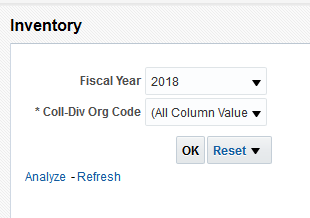 Inventory
Fiscal Year 2018
* Coll-Div Org Code (All Column Value
OK Reset
Analyze - Refresh